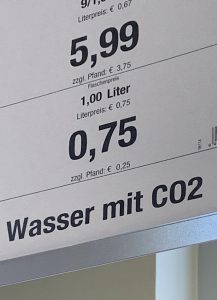 Literpreis: € 0,67
5,99
zzgl. Pfand: € 3,75
Flaschenpreis
1,00 Liter
Literpreis: € 0,75
0,75
zzgl. Pfand: € 0,25
Wasser mit CO2